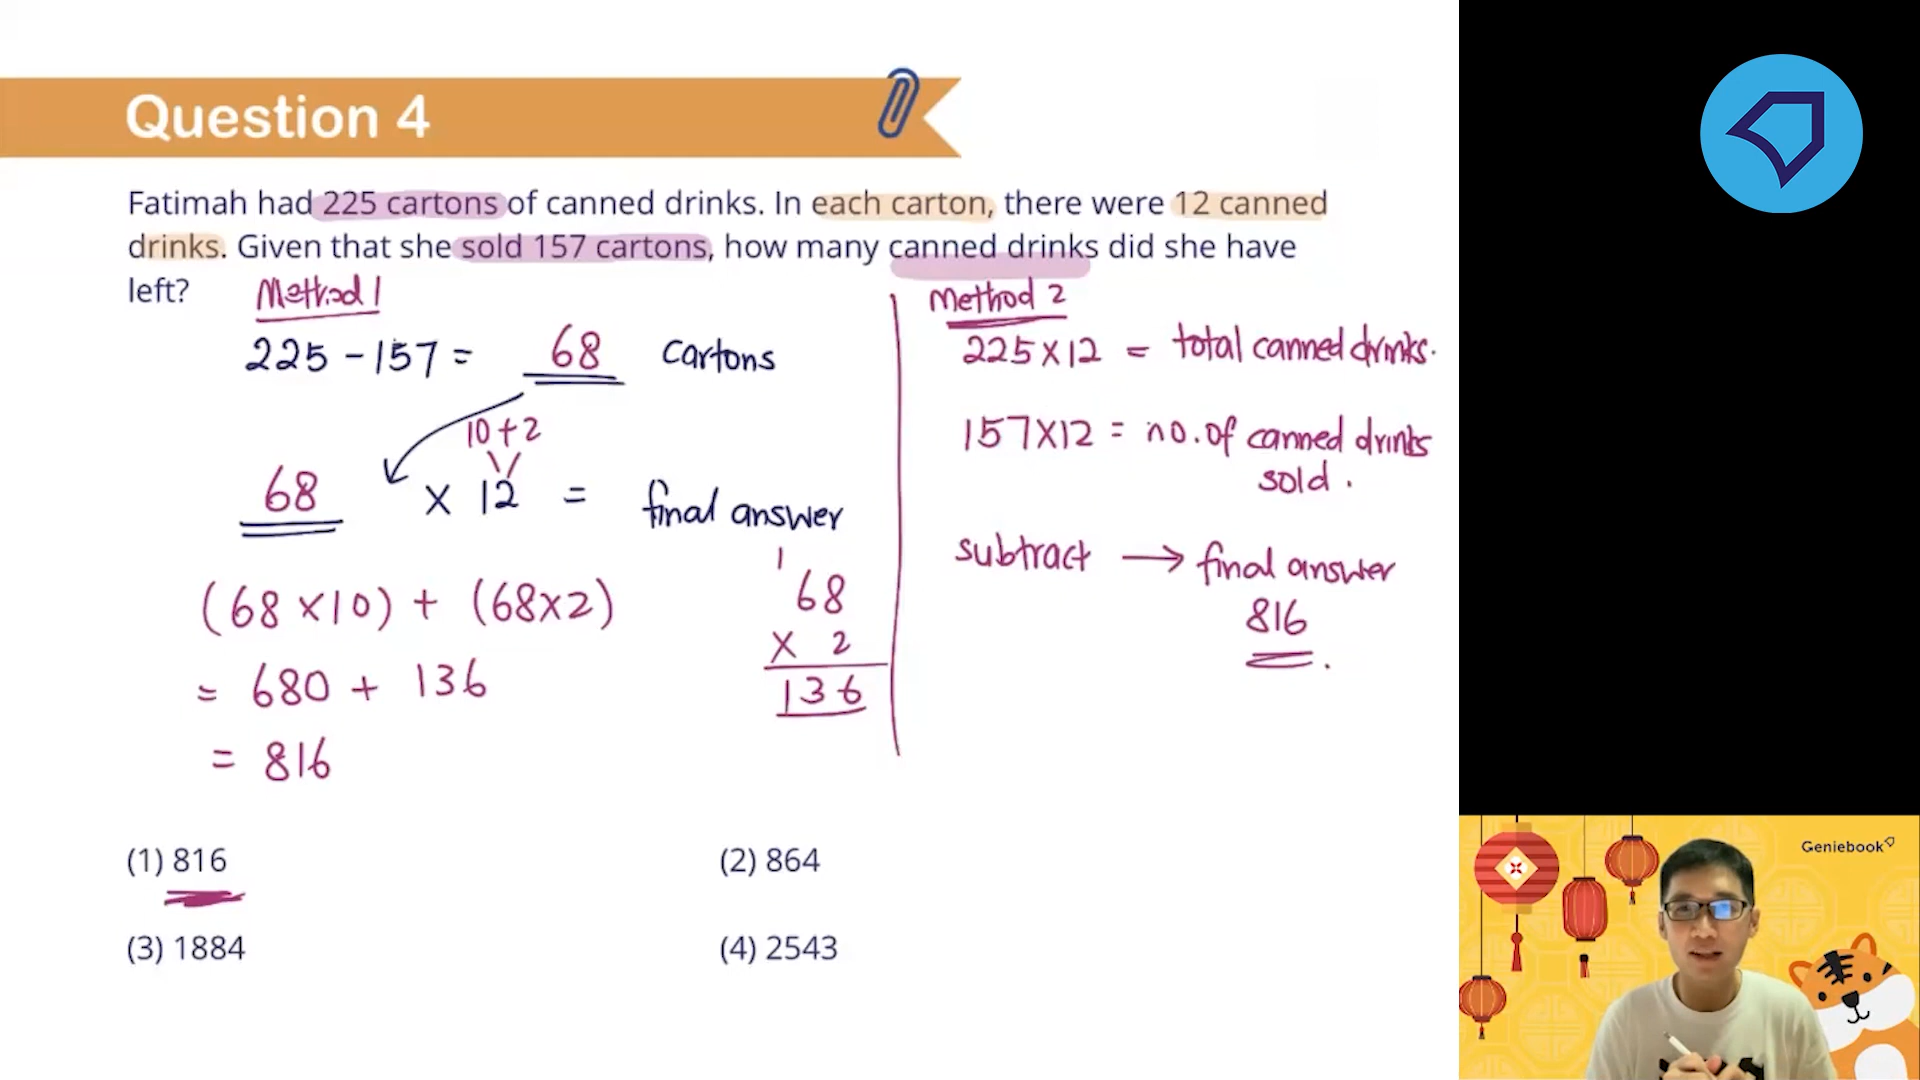 Question 4
Fatimah had 225 cartons of canned drinks. In each carton, there were 12 canned
drinks. Given that she sold 157 cartons, how many canned drinks did she have
left?
Method 1
225 - 157 = 68 cartons
10 + 2
68 x 12 = final answer
(68 x 10) + (68 x 2)
= 680 + 136
= 816
1
68
x 2
136
Method 2
225 x 12 = total canned drinks.
157 x 12 = no. of canned drinks
sold.
subtract → final answer
816.
(1) 816
(2) 864
(3) 1884
(4) 2543
Geniebook